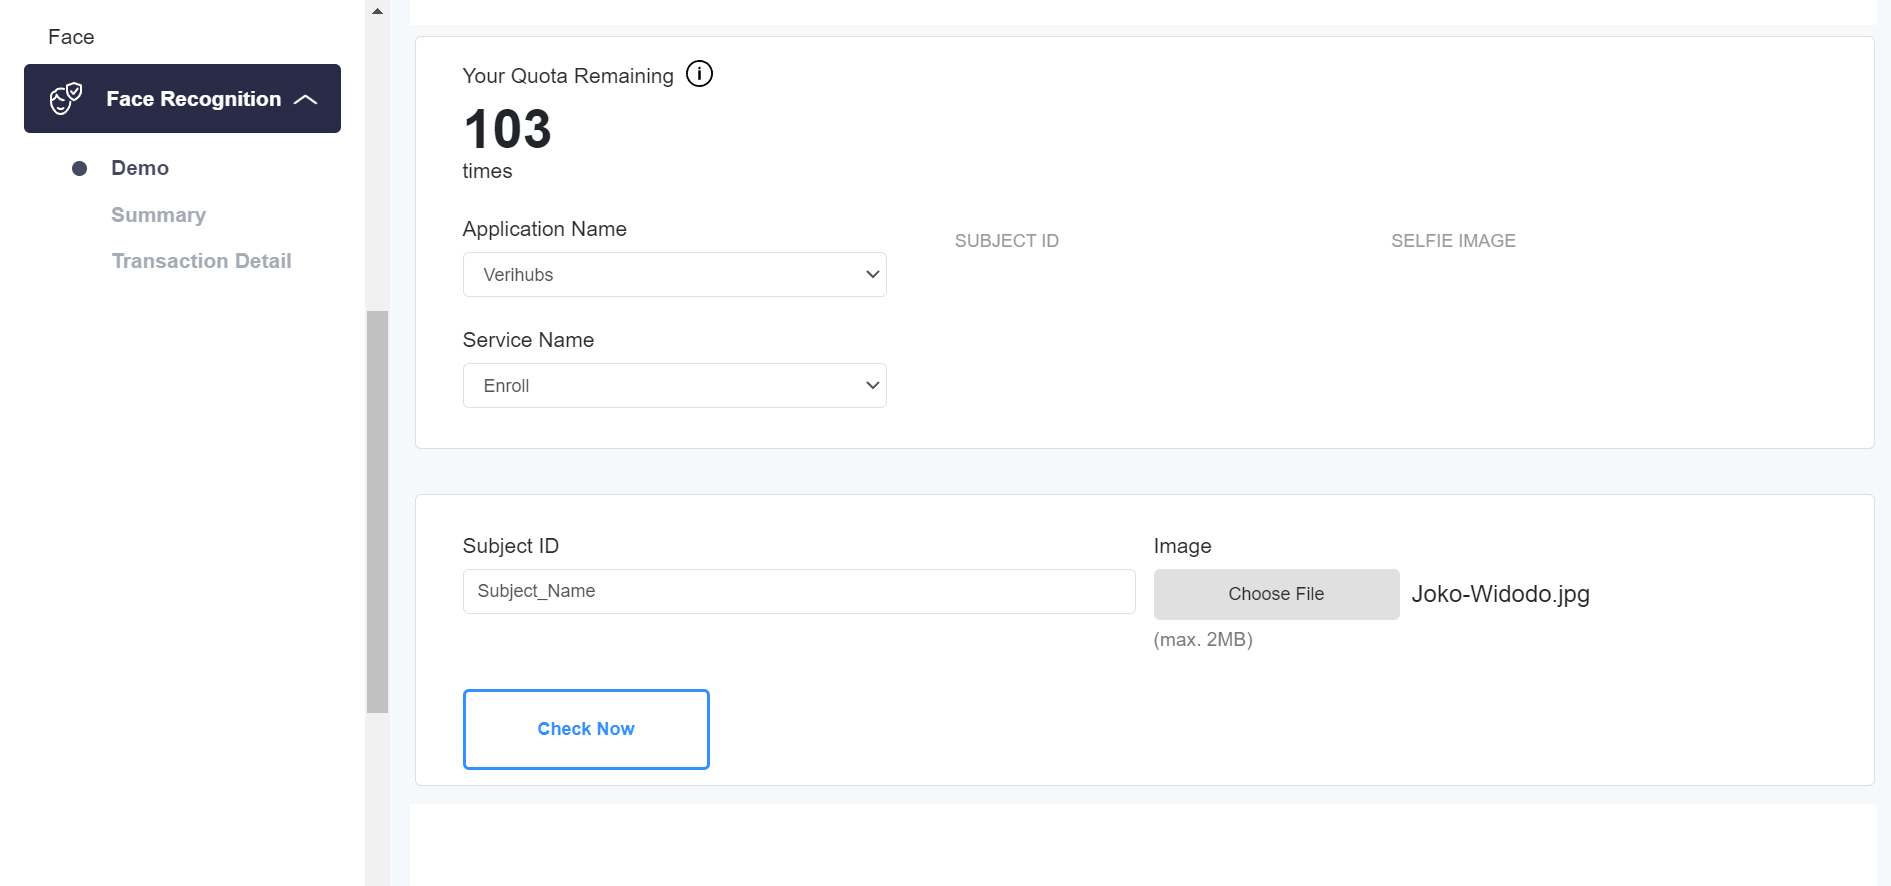 Face
Face Recognition
Demo
Summary
Transaction Detail
Your Quota Remaining
103
times
Application Name
Verihubs
SUBJECT ID
SELFIE IMAGE
Service Name
Enroll
Subject ID
Subject_Name
Image
Choose File
Joko-Widodo.jpg
(max. 2MB)
Check Now